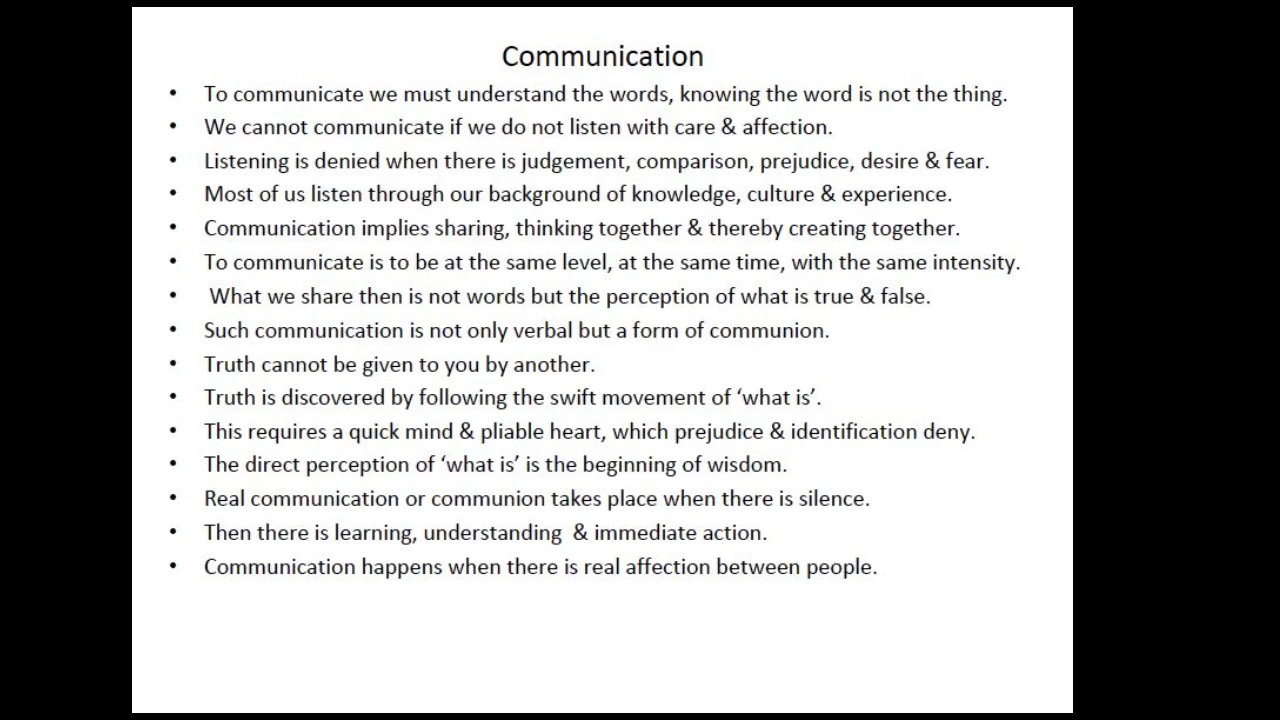 Communication
• To communicate we must understand the words, knowing the word is not the thing.
• We cannot communicate if we do not listen with care & affection.
• Listening is denied when there is judgement, comparison, prejudice, desire & fear.
• Most of us listen through our background of knowledge, culture & experience.
• Communication implies sharing, thinking together & thereby creating together.
• To communicate is to be at the same level, at the same time, with the same intensity.
• What we share then is not words but the perception of what is true & false.
• Such communication is not only verbal but a form of communion.
• Truth cannot be given to you by another.
• Truth is discovered by following the swift movement of ‘what is’.
• This requires a quick mind & pliable heart, which prejudice & identification deny.
• The direct perception of ‘what is’ is the beginning of wisdom.
• Real communication or communion takes place when there is silence.
• Then there is learning, understanding  & immediate action.
• Communication happens when there is real affection between people.